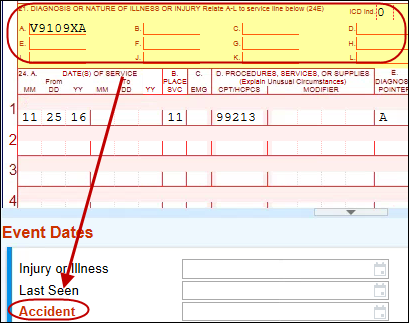 21. DIAGNOSIS OR NATURE OF ILLNESS OR INJURY Relate A-L to service line below (24E) ICD Ind. 0
A. V9109XA B. C. D.
E. F. G. H.
I. J. K. L.
24. A. DATE(S) OF SERVICE B. C. D. PROCEDURES, SERVICES, OR SUPPLIES E.
From To PLACE (Explain Unusual Circumstances) DIAGNOS
MM DD YY MM DD YY SVC EMG CPT/HCPCS MODIFIER POINTER
1 11 25 16 11 99213 A
2
3
4
Event Dates
Injury or Illness
Last Seen
Accident